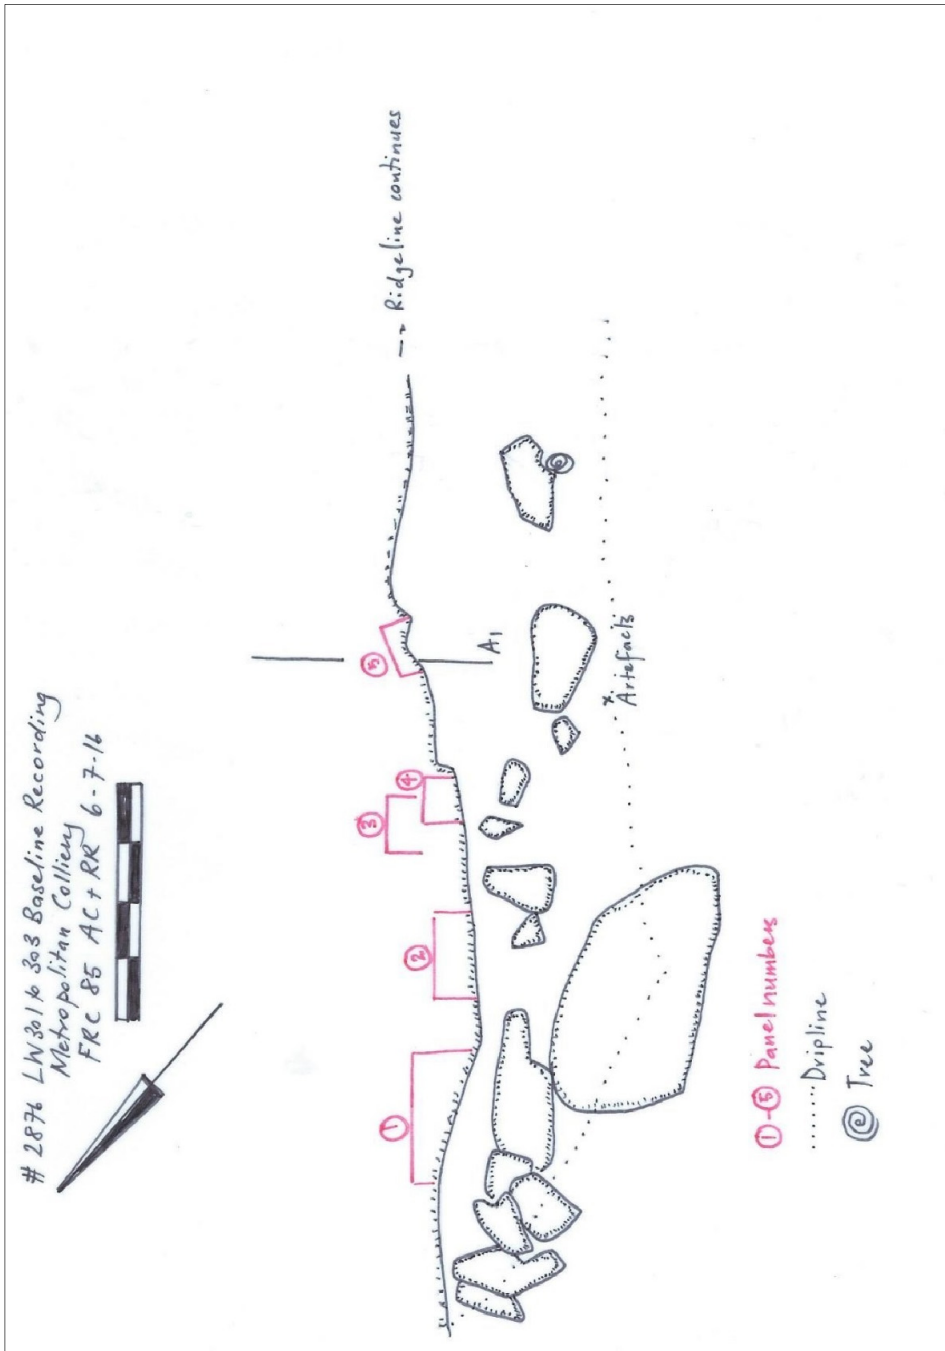 # 2876 LW301 to 303 Baseline Recording
Metropolitan Colliery
FRC 85 AC + RR 6-7-16
→ Ridgeline continues
1
2
3
4
5
A1
Artefacts
①-⑤ Panel numbers
...... Dripline
Tree